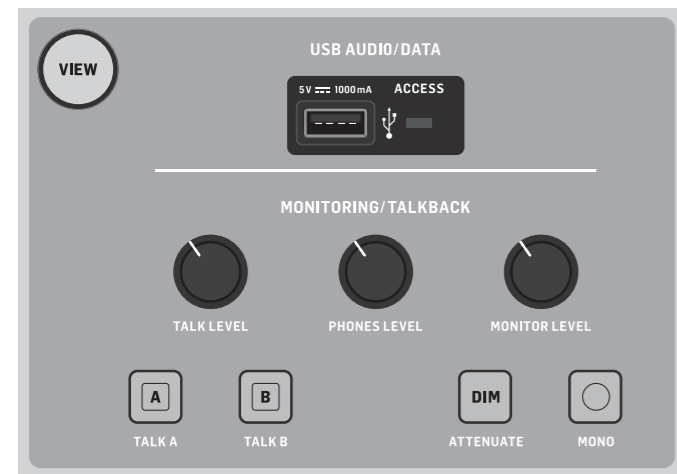 VIEW
USB AUDIO/DATA
5V 1000mA ACCESS
MONITORING/TALKBACK
TALK LEVEL PHONES LEVEL MONITOR LEVEL
A B DIM
TALK A TALK B ATTENUATE MONO